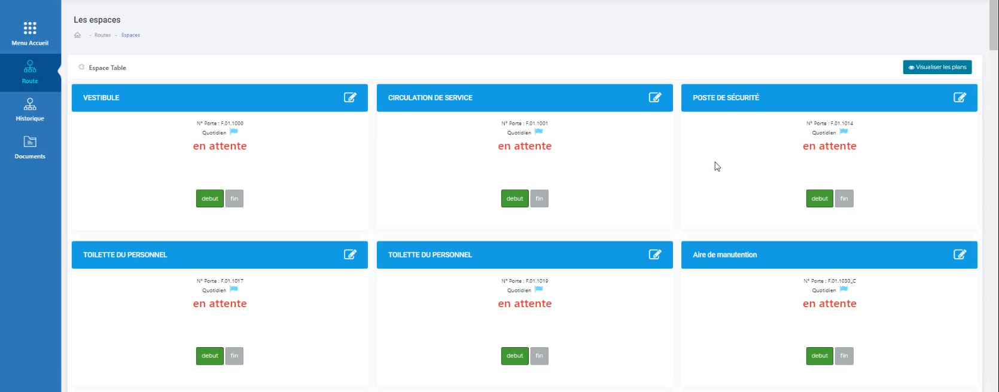 Menu Accueil
Route
Historique
Documents
Les espaces
- Routes - Espaces
Espace Table
Visualiser les plans
VESTIBULE
N° Porte : F.01.1000
Quotidien
en attente
debut fin
CIRCULATION DE SERVICE
N° Porte : F.01.1001
Quotidien
en attente
debut fin
POSTE DE SÉCURITÉ
N° Porte : F.01.1014
Quotidien
en attente
debut fin
TOILETTE DU PERSONNEL
N° Porte : F.01.1017
Quotidien
en attente
debut fin
TOILETTE DU PERSONNEL
N° Porte : F.01.1019
Quotidien
en attente
debut fin
Aire de manutention
N° Porte : F.01.1030_C
Quotidien
en attente
debut fin